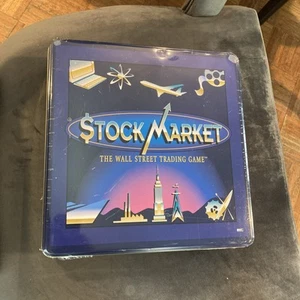 $TOCK MARKET
THE WALL STREET TRADING GAME™